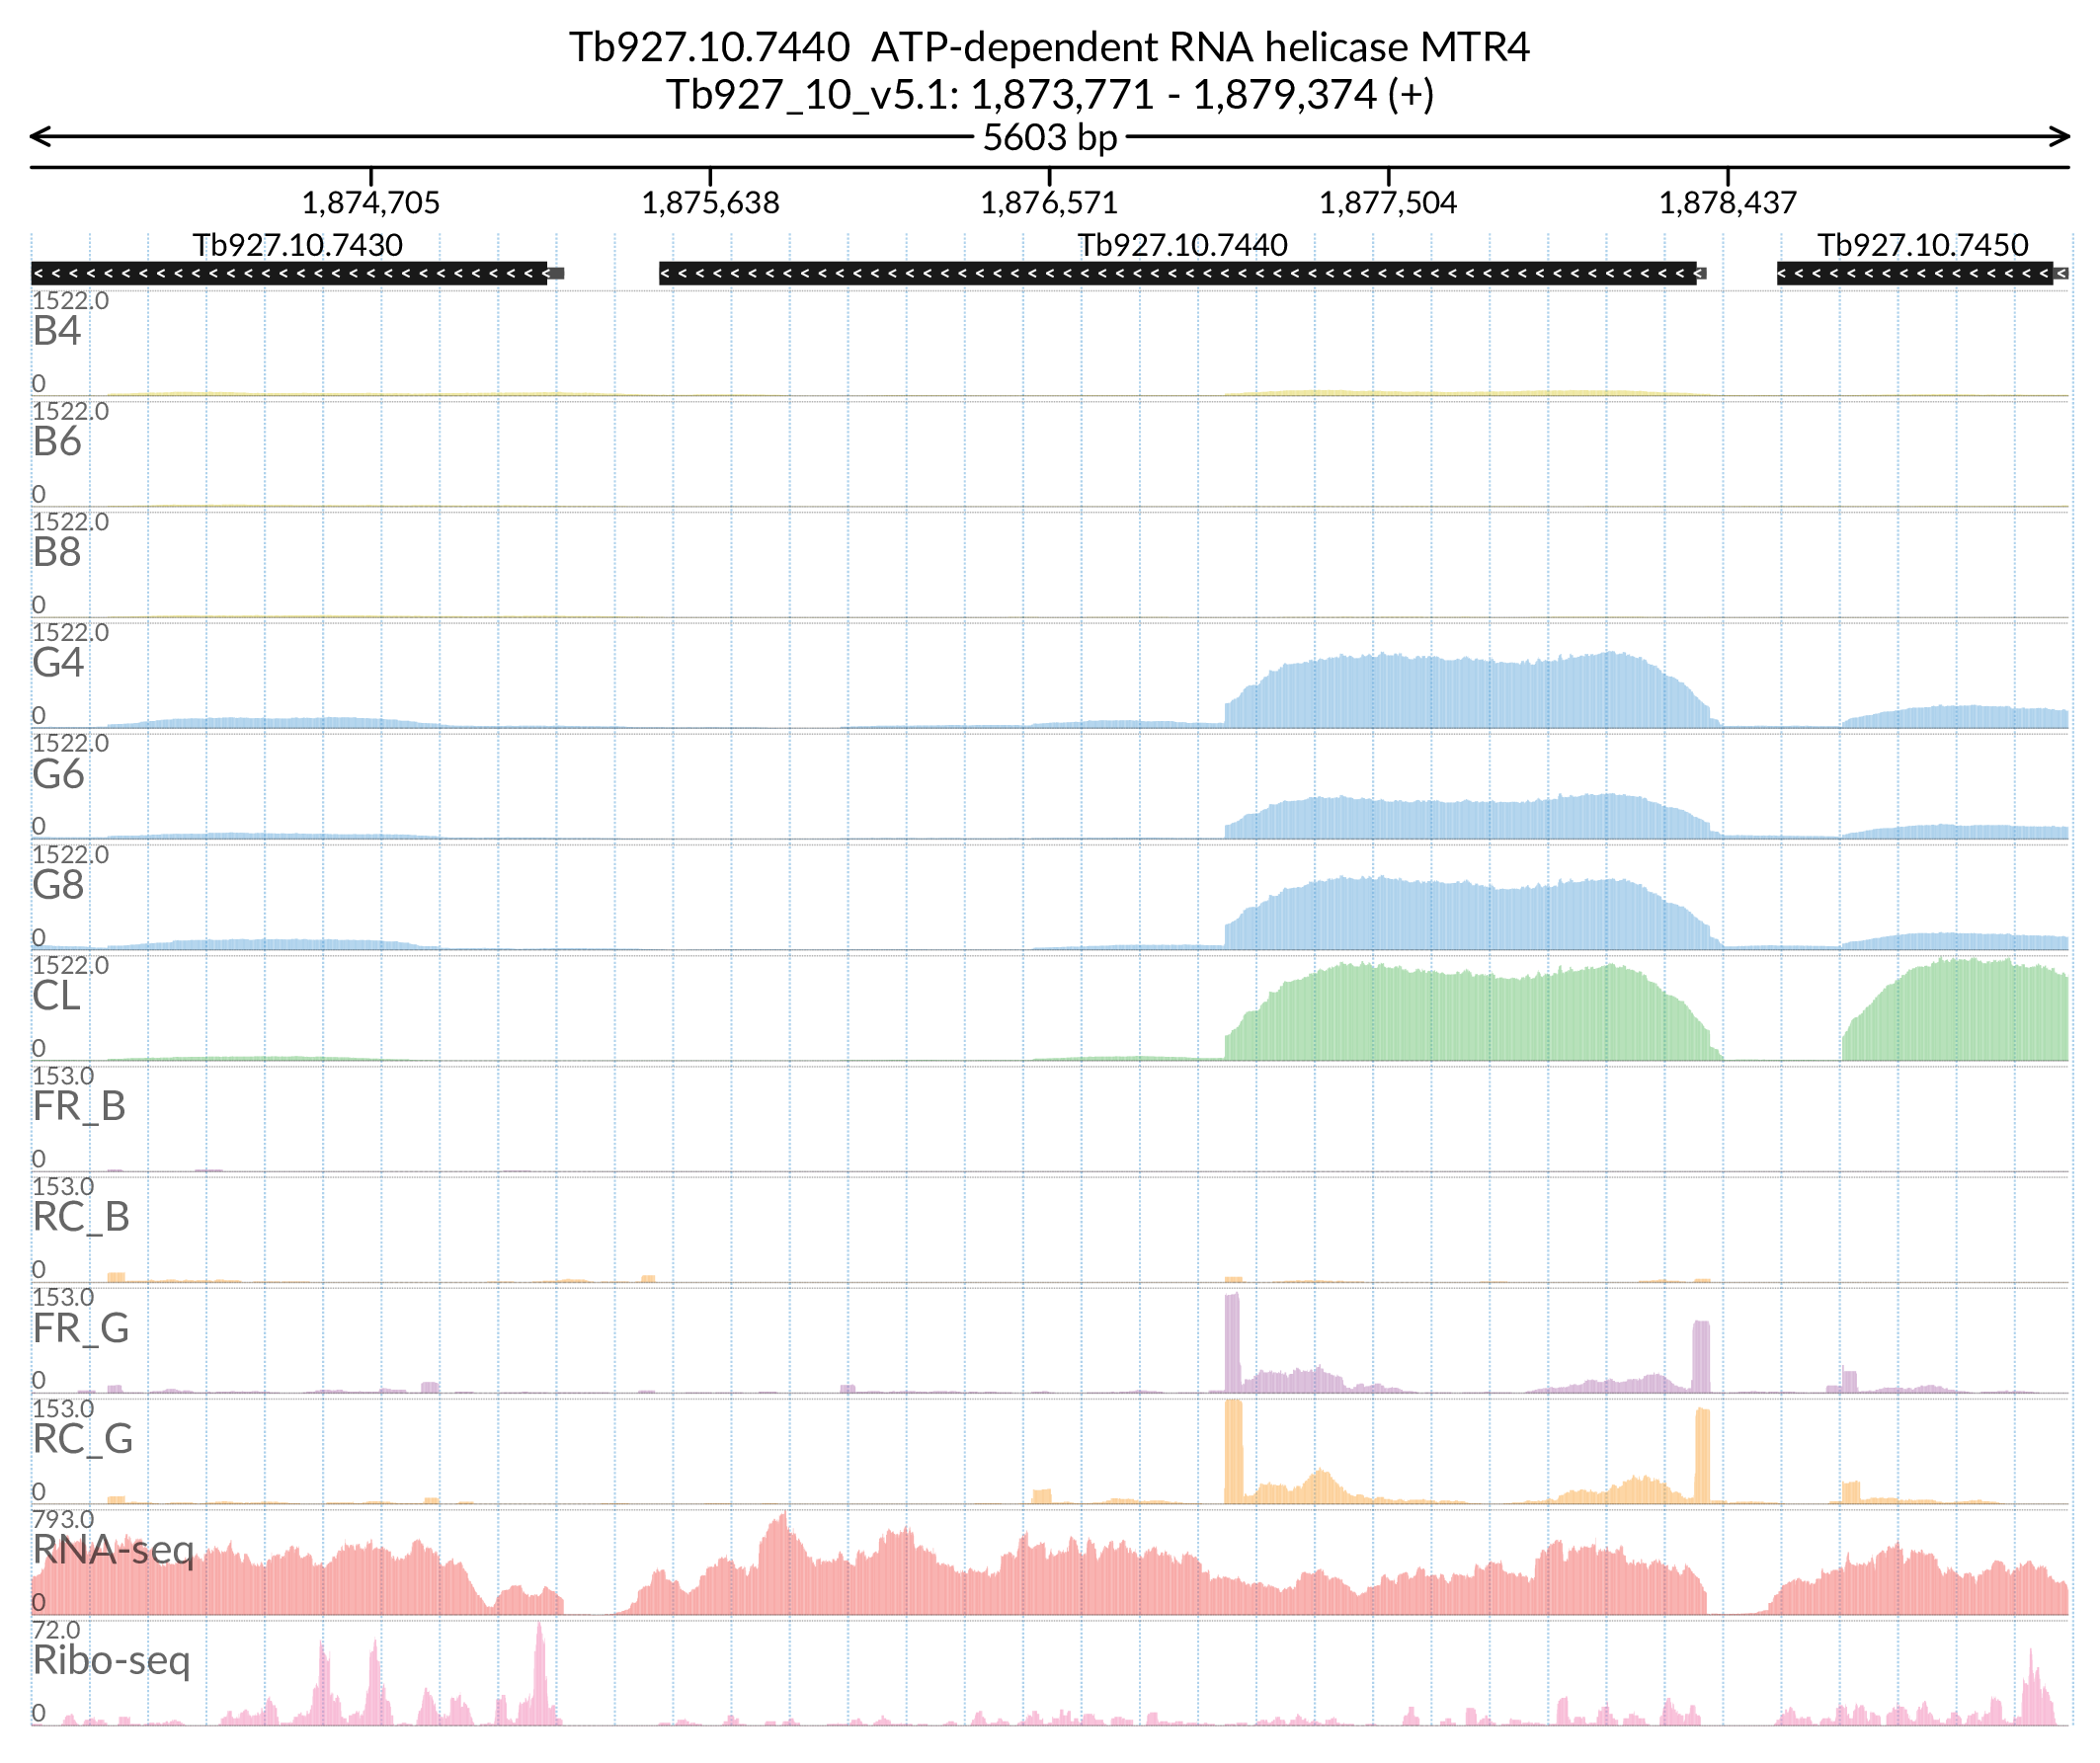 Tb927.10.7440 ATP-dependent RNA helicase MTR4
Tb927_10_v5.1: 1,873,771 - 1,879,374 (+)
5603 bp
1,874,705 1,875,638 1,876,571 1,877,504 1,878,437
Tb927.10.7430 Tb927.10.7440 Tb927.10.7450
1522.0
B4
0
1522.0
B6
0
1522.0
B8
0
1522.0
G4
0
1522.0
G6
0
1522.0
G8
0
1522.0
CL
0
153.0
FR_B
0
153.0
RC_B
0
153.0
FR_G
0
153.0
RC_G
0
793.0
RNA-seq
0
72.0
Ribo-seq
0